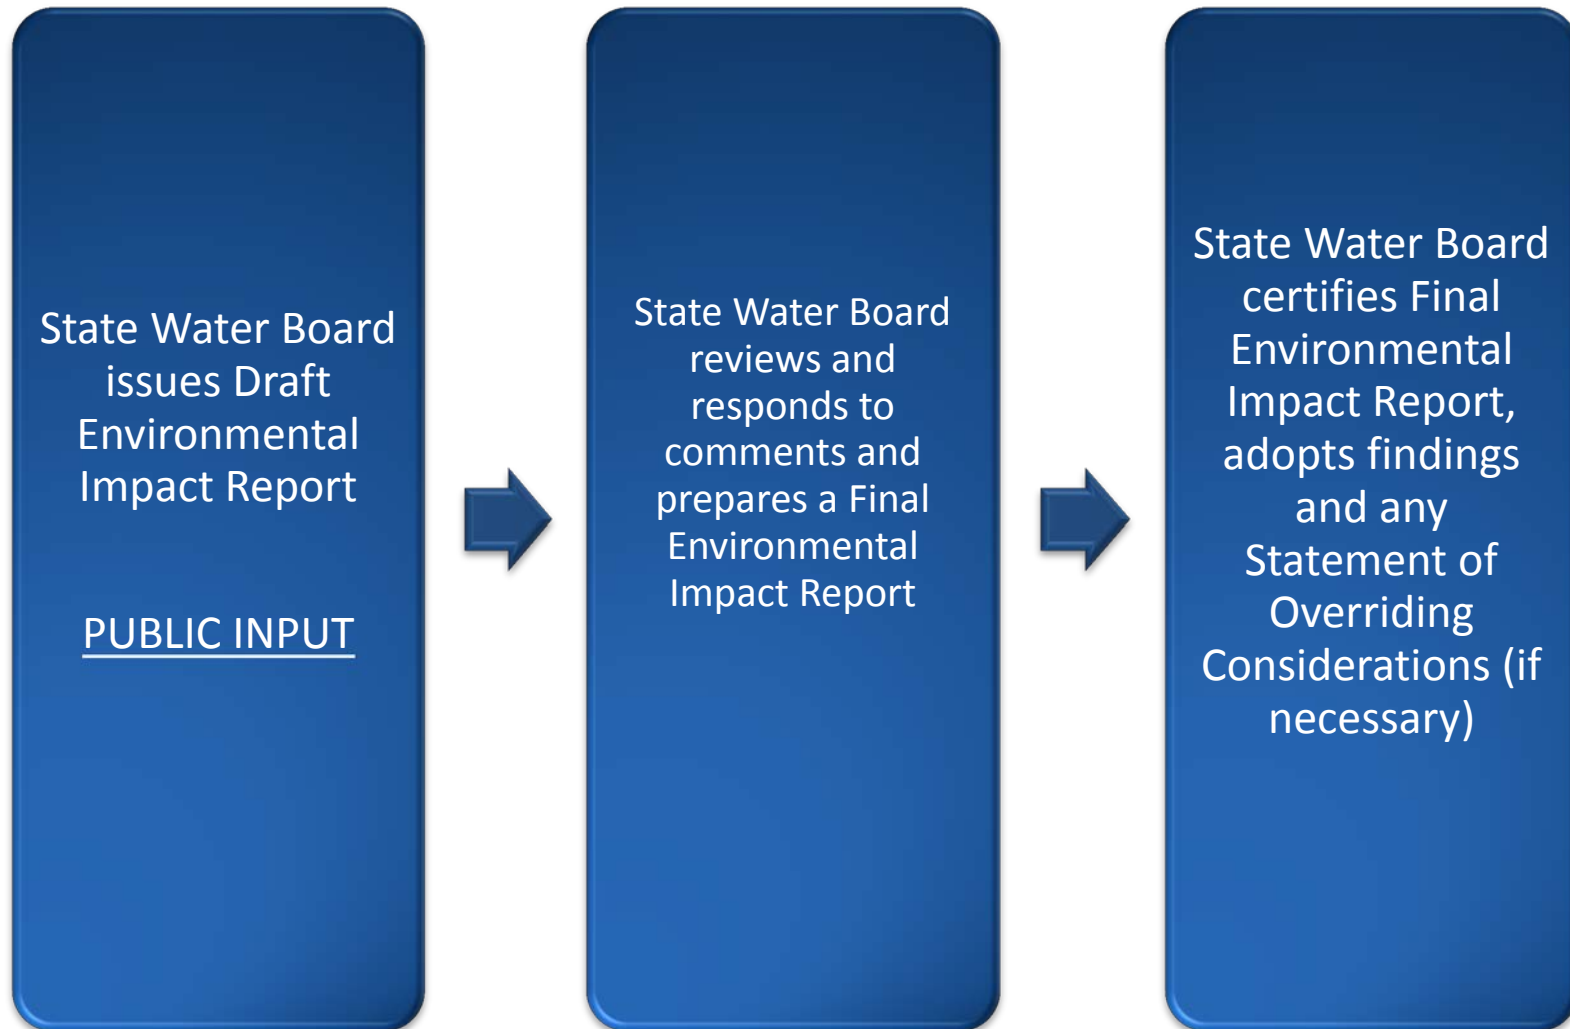 State Water Board
issues Draft
Environmental
Impact Report
PUBLIC INPUT
State Water Board
reviews and
responds to
comments and
prepares a Final
Environmental
Impact Report
State Water Board
certifies Final
Environmental
Impact Report,
adopts findings
and any
Statement of
Overriding
Considerations (if
necessary)